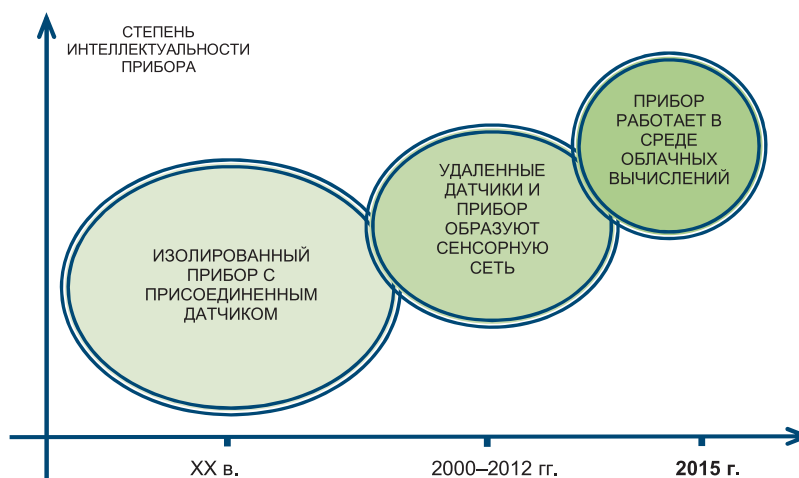 СТЕПЕНЬ
ИНТЕЛЛЕКТУАЛЬНОСТИ
ПРИБОРА
ПРИБОР
РАБОТАЕТ В
СРЕДЕ
ОБЛАЧНЫХ
ВЫЧИСЛЕНИЙ
УДАЛЕННЫЕ
ДАТЧИКИ И
ПРИБОР
ОБРАЗУЮТ
СЕНСОРНУЮ
СЕТЬ
ИЗОЛИРОВАННЫЙ
ПРИБОР С
ПРИСОЕДИНЕННЫМ
ДАТЧИКОМ
XX в.
2000–2012 гг.
2015 г.